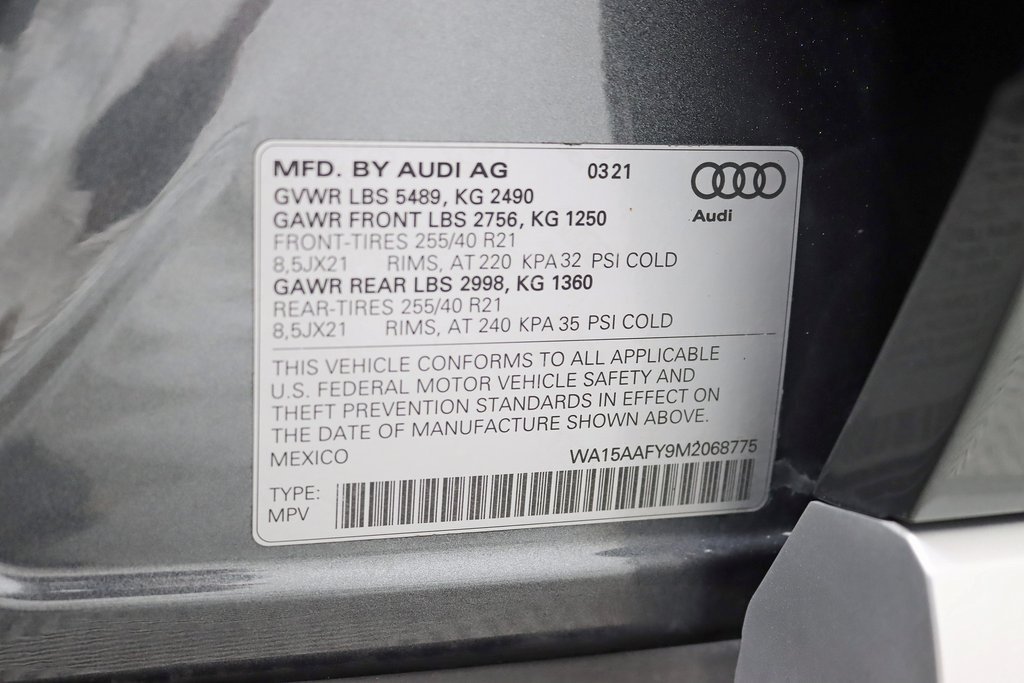 MFD. BY AUDI AG 03 21
GVWR LBS 5489, KG 2490
GAWR FRONT LBS 2756, KG 1250
FRONT-TIRES 255/40 R21
8,5JX21 RIMS, AT 220 KPA 32 PSI COLD
GAWR REAR LBS 2998, KG 1360
REAR-TIRES 255/40 R21
8,5JX21 RIMS, AT 240 KPA 35 PSI COLD
Audi
THIS VEHICLE CONFORMS TO ALL APPLICABLE
U.S. FEDERAL MOTOR VEHICLE SAFETY AND
THEFT PREVENTION STANDARDS IN EFFECT ON
THE DATE OF MANUFACTURE SHOWN ABOVE.
MEXICO WA15AAFY9M2068775
TYPE:
MPV